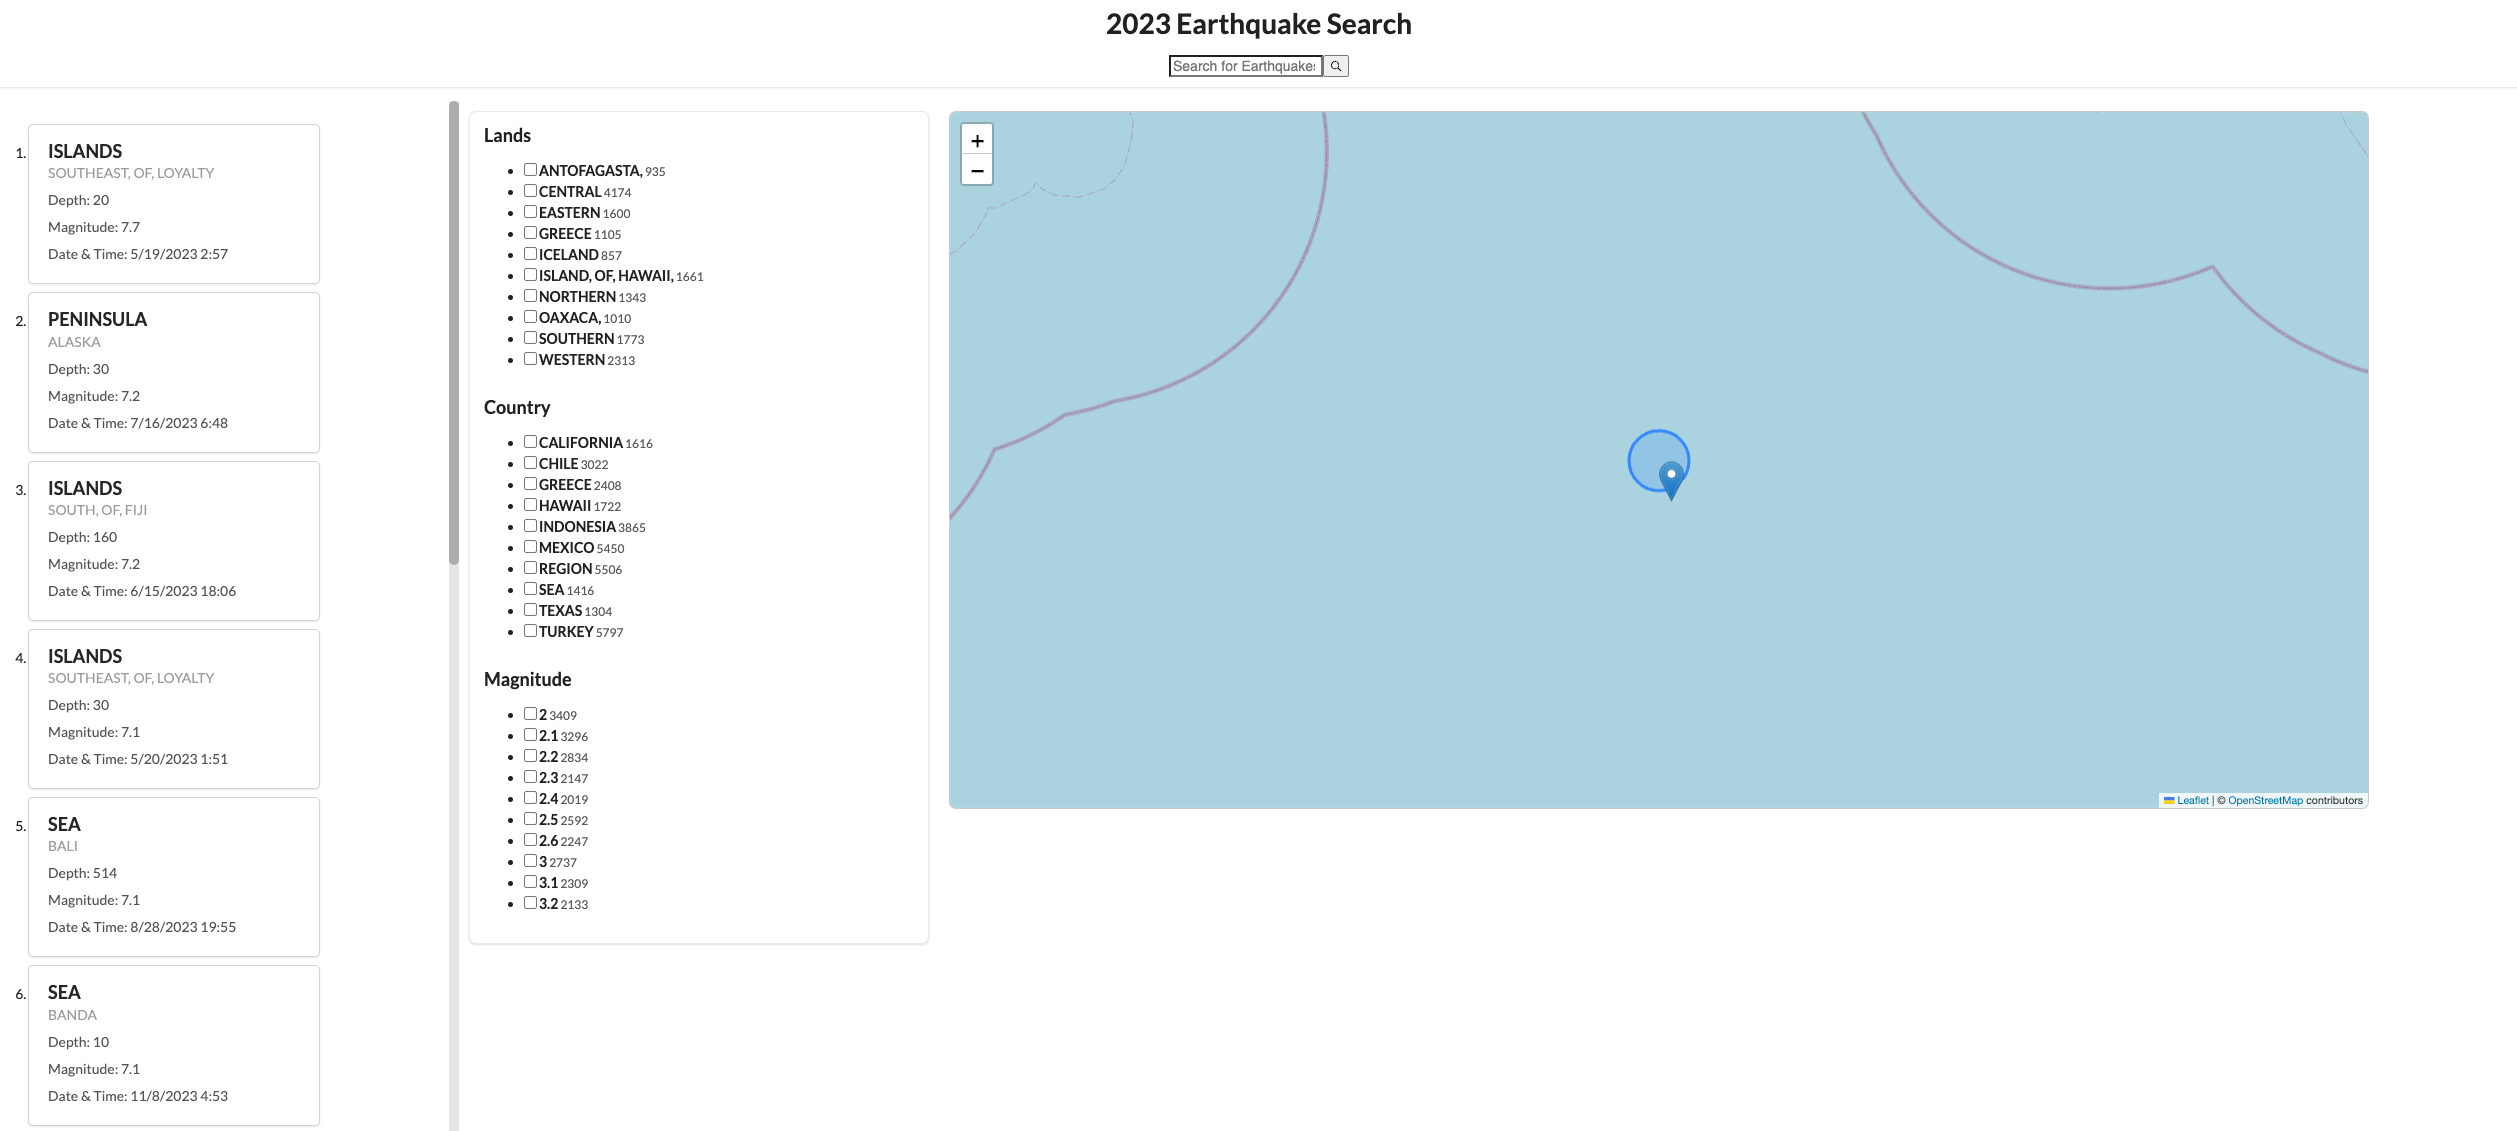 2023 Earthquake Search
Search for Earthquake
1.
ISLANDS
SOUTHEAST, OF, LOYALTY
Depth: 20
Magnitude: 7.7
Date & Time: 5/19/2023 2:57
2.
PENINSULA
ALASKA
Depth: 30
Magnitude: 7.2
Date & Time: 7/16/2023 6:48
3.
ISLANDS
SOUTH, OF, FIJI
Depth: 160
Magnitude: 7.2
Date & Time: 6/15/2023 18:06
4.
ISLANDS
SOUTHEAST, OF, LOYALTY
Depth: 30
Magnitude: 7.1
Date & Time: 5/20/2023 1:51
5.
SEA
BALI
Depth: 514
Magnitude: 7.1
Date & Time: 8/28/2023 19:55
6.
SEA
BANDA
Depth: 10
Magnitude: 7.1
Date & Time: 11/8/2023 4:53
Lands
ANTOFAGASTA, 935
CENTRAL 4174
EASTERN 1600
GREECE 1105
ICELAND 857
ISLAND, OF, HAWAII, 1661
NORTHERN 1343
OAXACA, 1010
SOUTHERN 1773
WESTERN 2313
Country
CALIFORNIA 1616
CHILE 3022
GREECE 2408
HAWAII 1722
INDONESIA 3865
MEXICO 5450
REGION 5506
SEA 1416
TEXAS 1304
TURKEY 5797
Magnitude
2 3409
2.1 3296
2.2 2834
2.3 2147
2.4 2019
2.5 2592
2.6 2247
3 2737
3.1 2309
3.2 2133
+
−
Leaflet | © OpenStreetMap contributors